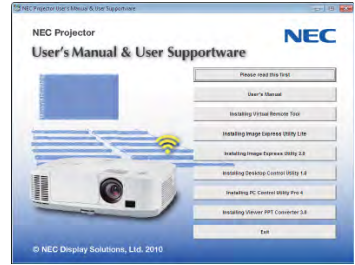 NEC Projector User's Manual & User Supportware
NEC Projector
NEC
User's Manual & User Supportware
Please read this first
User's Manual
Installing Virtual Remote Tool
Installing Image Express Utility Lite
Installing Image Express Utility 2.0
Installing Desktop Control Utility 1.0
Installing PC Control Utility Pro 4
Installing Viewer PPT Converter 3.0
Exit
© NEC Display Solutions, Ltd. 2010